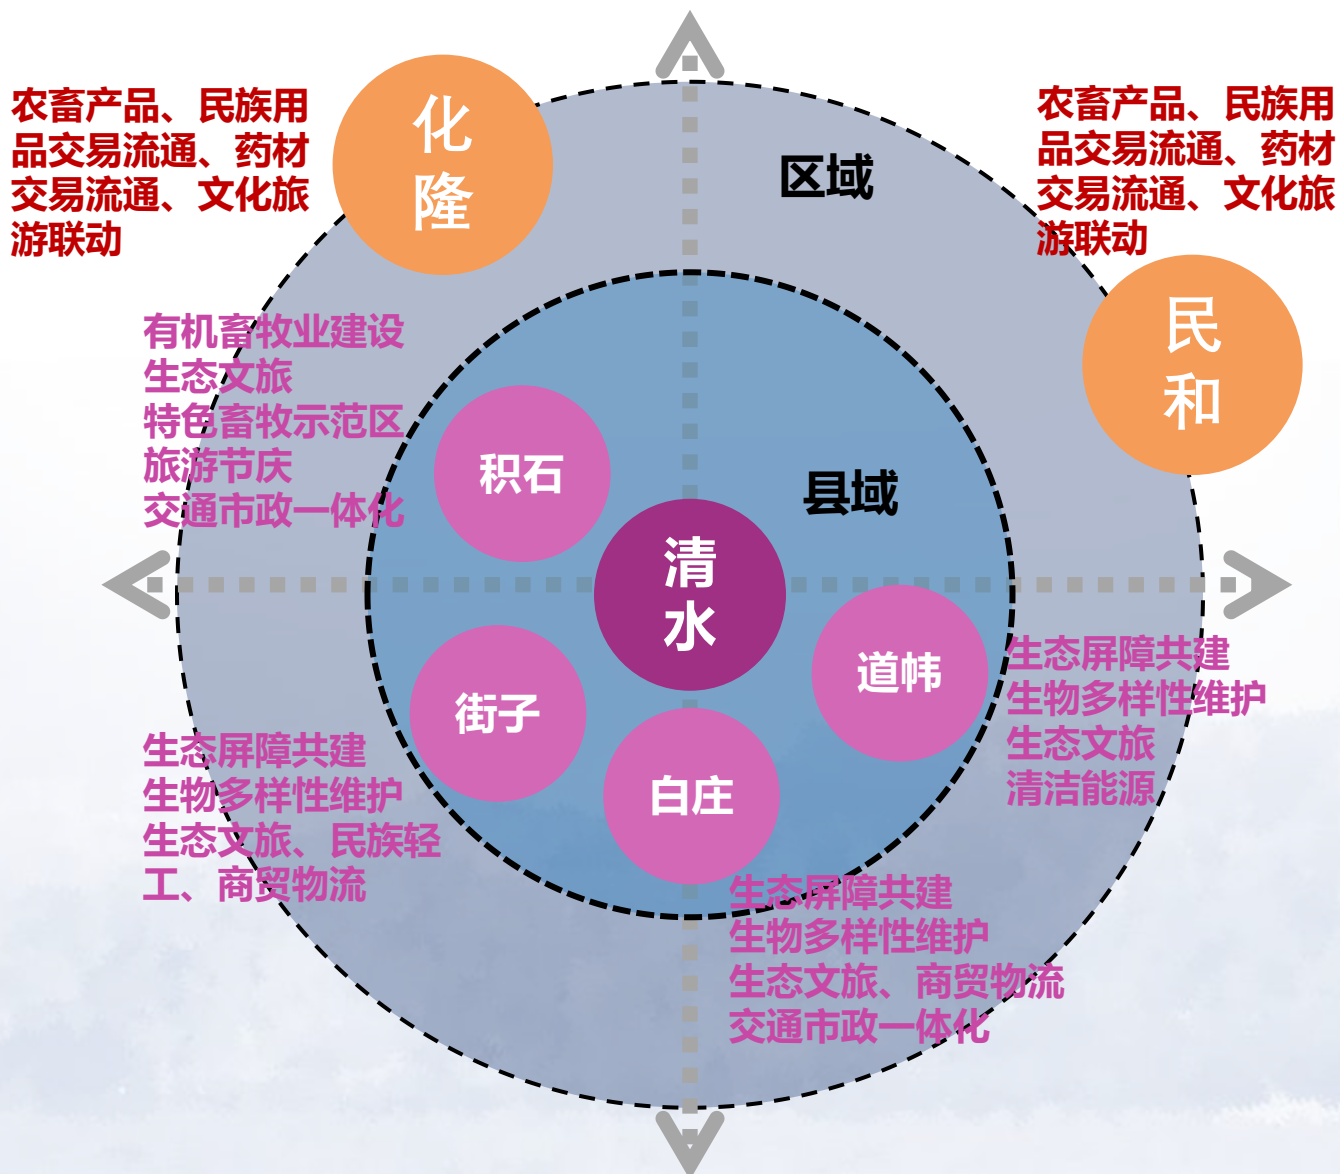 农畜产品、民族用
品交易流通、药材
交易流通、文化旅
游联动
化
隆
区域
农畜产品、民族用
品交易流通、药材
交易流通、文化旅
游联动
民
和
有机畜牧业建设
生态文旅
特色畜牧示范区
旅游节庆
交通市政一体化
积石
县域
清
水
道帏
生态屏障共建
生物多样性维护
生态文旅
清洁能源
街子
生态屏障共建
生物多样性维护
生态文旅、民族轻
工、商贸物流
白庄
生态屏障共建
生物多样性维护
生态文旅、商贸物流
交通市政一体化